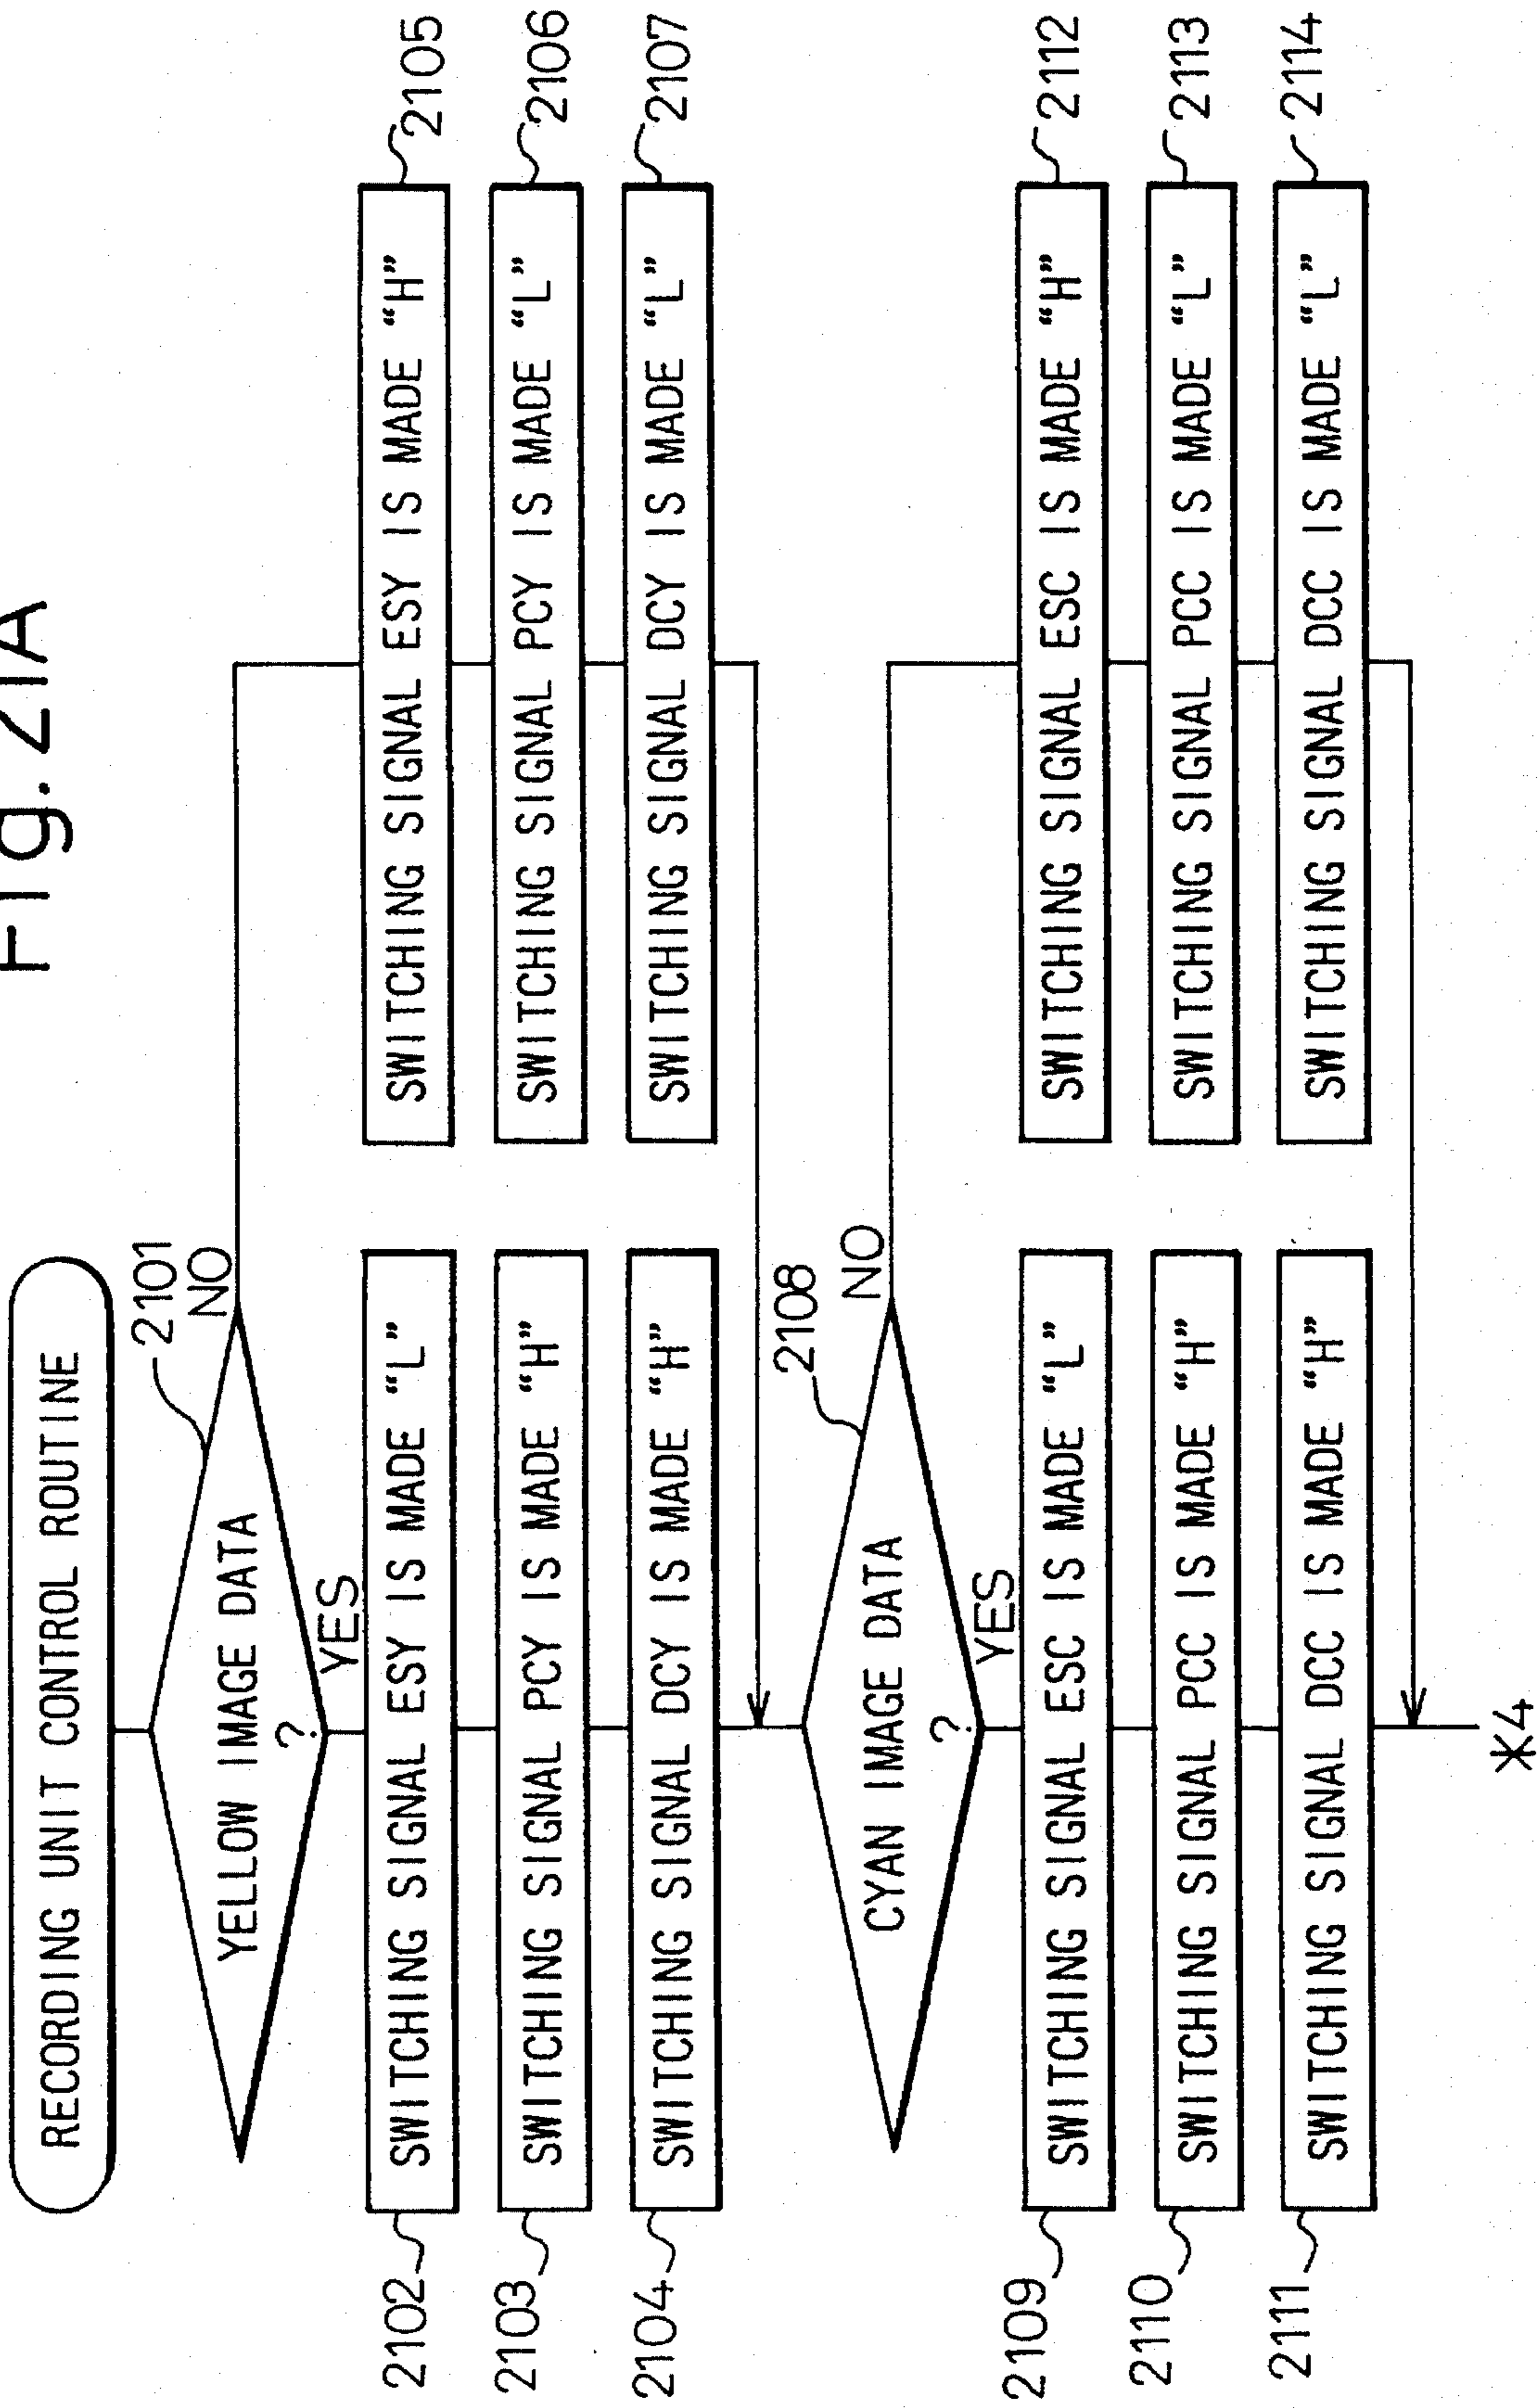 Fig. 21A
RECORDING UNIT CONTROL ROUTINE
2101
YELLOW IMAGE DATA
?
NO
YES
2102
SWITCHING SIGNAL ESY IS MADE “L”
SWITCHING SIGNAL ESY IS MADE “H”
2105
2103
SWITCHING SIGNAL PCY IS MADE “H”
SWITCHING SIGNAL PCY IS MADE “L”
2106
2104
SWITCHING SIGNAL DCY IS MADE “H”
SWITCHING SIGNAL DCY IS MADE “L”
2107
2108
CYAN IMAGE DATA
?
NO
YES
2109
SWITCHING SIGNAL ESC IS MADE “L”
SWITCHING SIGNAL ESC IS MADE “H”
2112
2110
SWITCHING SIGNAL PCC IS MADE “H”
SWITCHING SIGNAL PCC IS MADE “L”
2113
2111
SWITCHING SIGNAL DCC IS MADE “H”
SWITCHING SIGNAL DCC IS MADE “L”
2114
*4